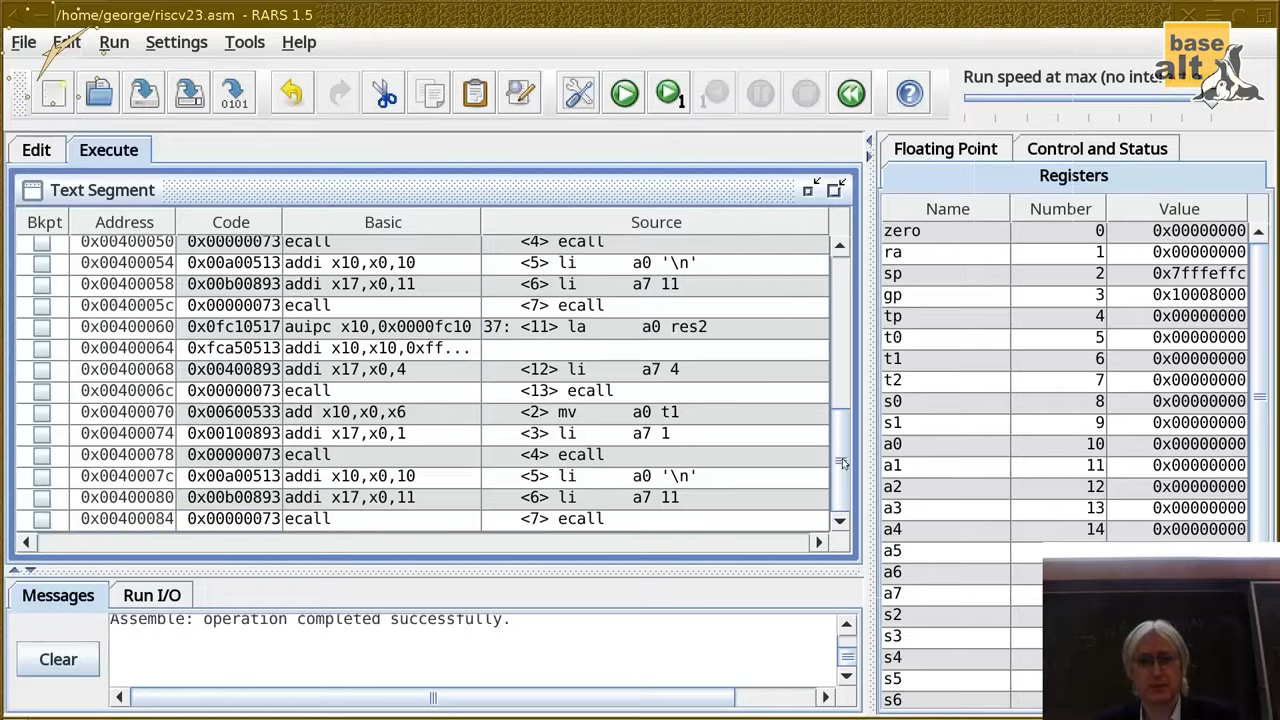 /home/george/riscv23.asm - RARS 1.5
File Edit Run Settings Tools Help
base
alt
Run speed at max (no inte
0101
1
1
?
Edit Execute
Floating Point Control and Status
Registers
Text Segment
Name Number Value
Bkpt Address Code Basic Source
zero 0 0x00000000
0x00400050 0x00000073 ecall <4> ecall
ra 1 0x00000000
0x00400054 0x00a00513 addi x10,x0,10 <5> li a0 '\n'
sp 2 0x7fffeffc
0x00400058 0x00b00893 addi x17,x0,11 <6> li a7 11
gp 3 0x10008000
0x0040005c 0x00000073 ecall <7> ecall
tp 4 0x00000000
0x00400060 0x0fc10517 auipc x10,0x0000fc10 37: <11> la a0 res2
t0 5 0x00000000
0x00400064 0xfca50513 addi x10,x10,0xff...
t1 6 0x00000000
0x00400068 0x00400893 addi x17,x0,4 <12> li a7 4
t2 7 0x00000000
0x0040006c 0x00000073 ecall <13> ecall
s0 8 0x00000000
0x00400070 0x00600533 add x10,x0,x6 <2> mv a0 t1
s1 9 0x00000000
0x00400074 0x00100893 addi x17,x0,1 <3> li a7 1
a0 10 0x00000000
0x00400078 0x00000073 ecall <4> ecall
a1 11 0x00000000
0x0040007c 0x00a00513 addi x10,x0,10 <5> li a0 '\n'
a2 12 0x00000000
0x00400080 0x00b00893 addi x17,x0,11 <6> li a7 11
a3 13 0x00000000
0x00400084 0x00000073 ecall <7> ecall
a4 14 0x00000000
a5
a6
a7
s2
s3
s4
s5
s6
Messages Run I/O
Assemble: operation completed successfully.
Clear